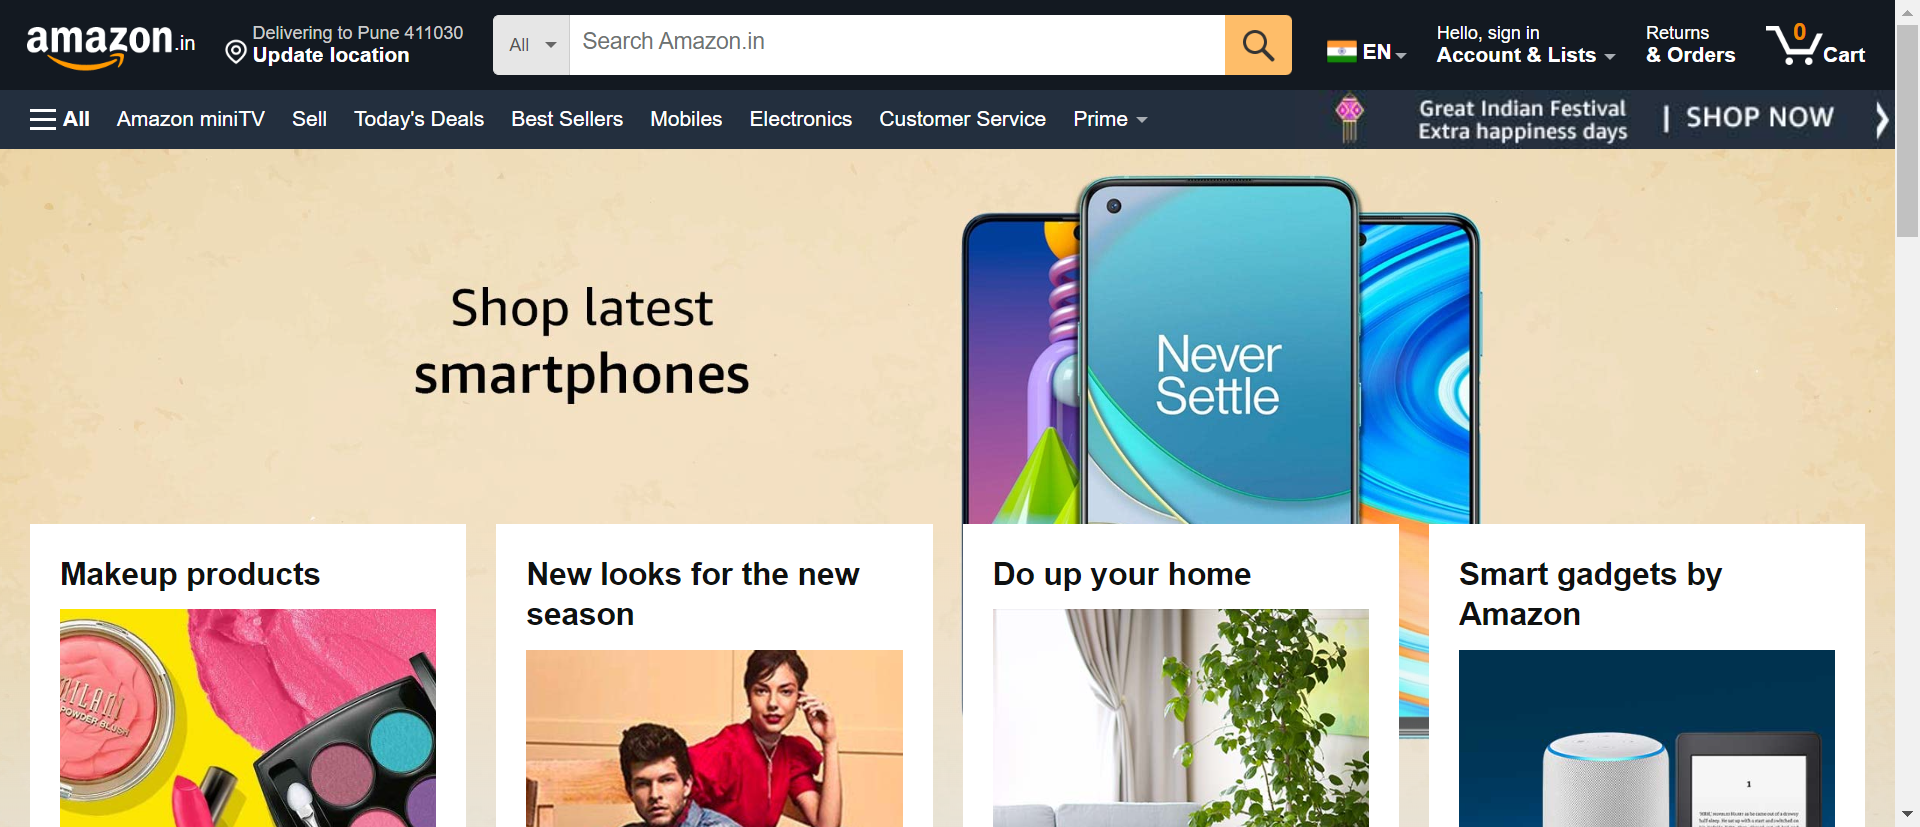 amazon.in
Delivering to Pune 411030
Update location
All
Search Amazon.in
EN
Hello, sign in
Account & Lists
Returns
& Orders
0
Cart
All
Amazon miniTV
Sell
Today's Deals
Best Sellers
Mobiles
Electronics
Customer Service
Prime
Great Indian Festival
Extra happiness days
| SHOP NOW
Shop latest
smartphones
Never
Settle
Makeup products
New looks for the new
season
Do up your home
Smart gadgets by
Amazon
MILANI
POWDER BLUSH
1